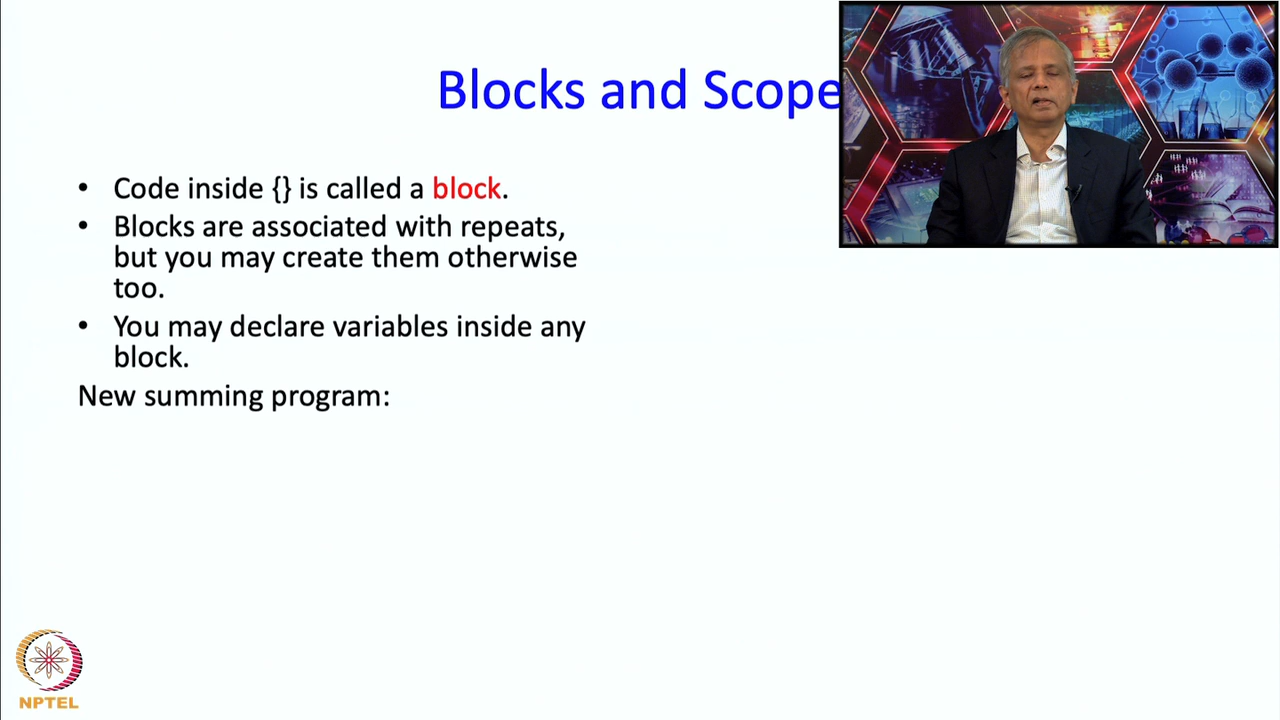 Blocks and Scope
• Code inside {} is called a block.
• Blocks are associated with repeats,
but you may create them otherwise
too.
• You may declare variables inside any
block.
New summing program:
NPTEL